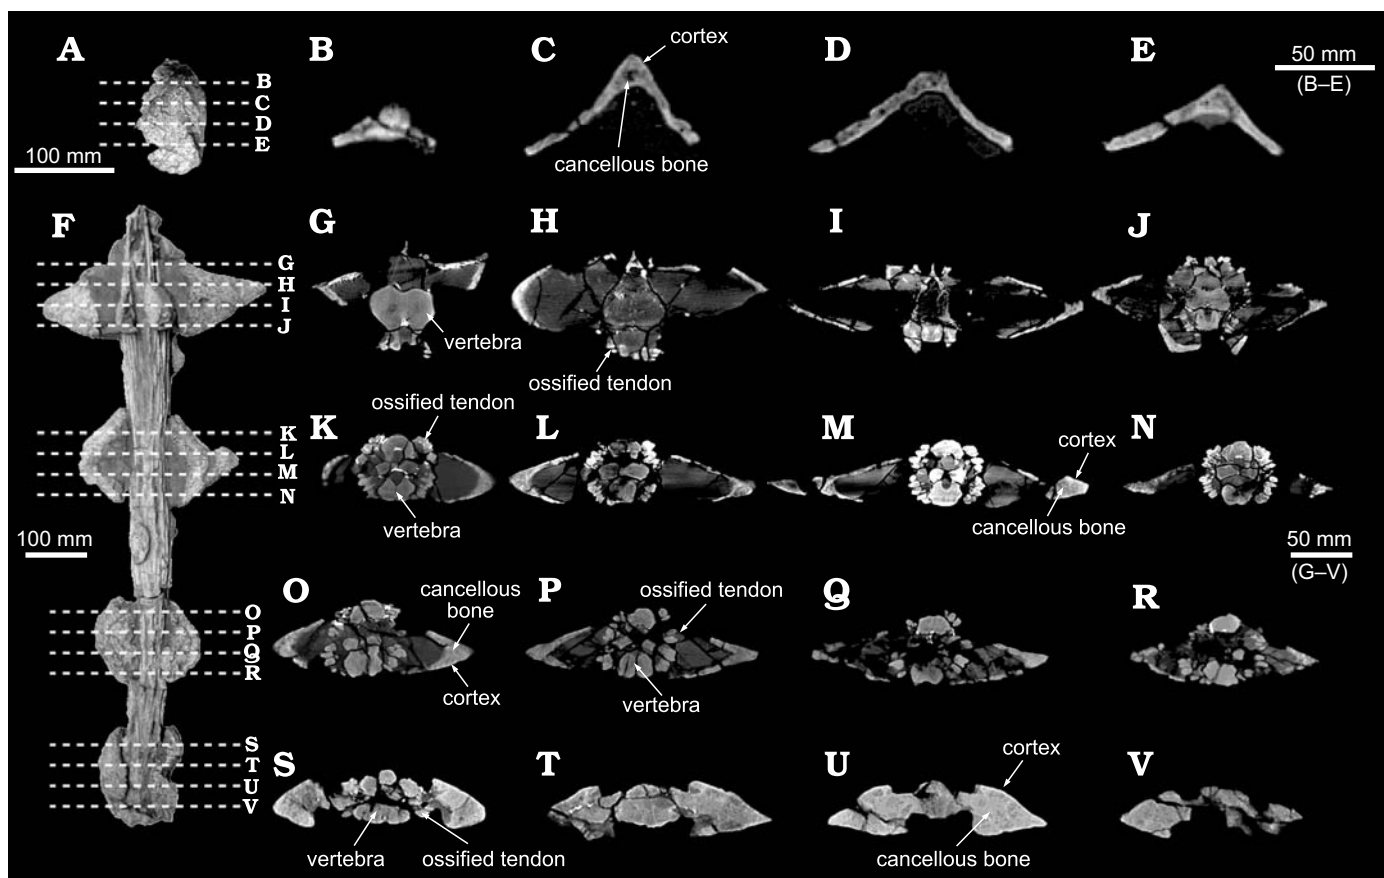 A
B
C
D
E
100 mm
B
C
cortex
cancellous bone
D
E
50 mm
(B–E)
F
G
H
I
J
K
L
M
N
100 mm
O
P
Q
R
S
T
U
V
G
vertebra
H
ossified tendon
I
J
ossified tendon
K
vertebra
L
M
cortex
cancellous bone
N
50 mm
(G–V)
O
cancellous
bone
cortex
P
ossified tendon
vertebra
Q
R
S
vertebra
ossified tendon
T
U
cortex
cancellous bone
V